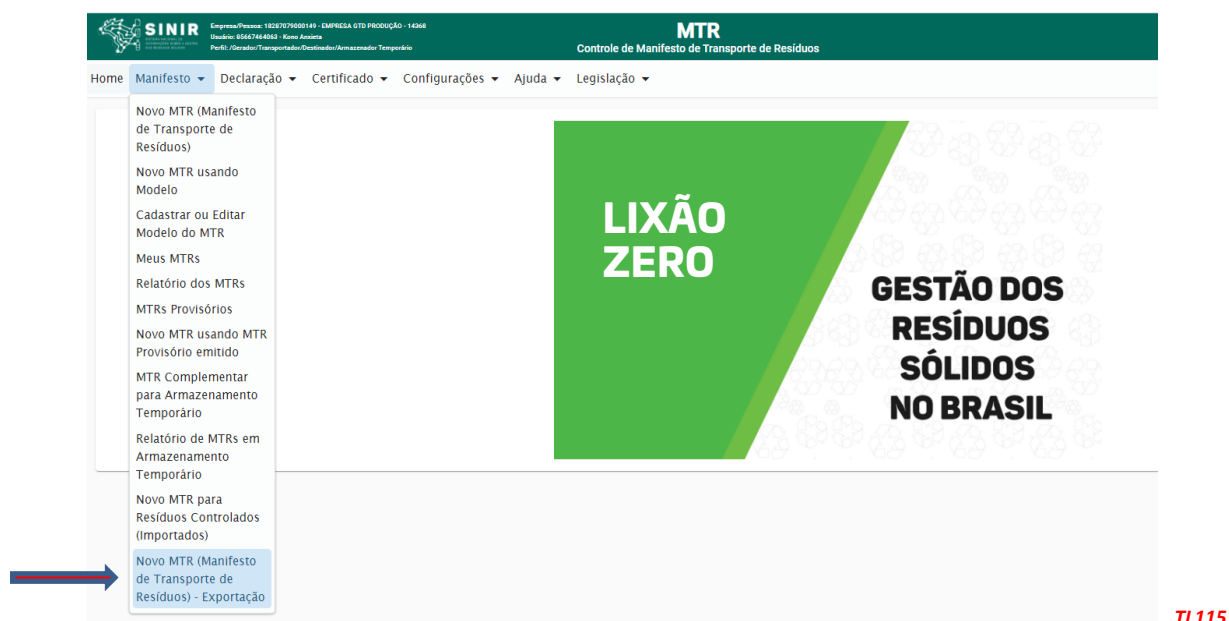 SINIR
Empresa/Pessoa: 18287079000149 - EMPRESA GTD PRODUÇÃO - 14368
Usuário: 85667464063 - Kono Anxieta
Perfil: /Gerador/Transportador/Destinador/Armazenador Temporário
MTR
Controle de Manifesto de Transporte de Resíduos
Home Manifesto Declaração Certificado Configurações Ajuda Legislação
Novo MTR (Manifesto
de Transporte de
Resíduos)
Novo MTR usando
Modelo
Cadastrar ou Editar
Modelo do MTR
Meus MTRs
Relatório dos MTRs
MTRs Provisórios
Novo MTR usando MTR
Provisório emitido
MTR Complementar
para Armazenamento
Temporário
Relatório de MTRs em
Armazenamento
Temporário
Novo MTR para
Resíduos Controlados
(Importados)
Novo MTR (Manifesto
de Transporte de
Resíduos) - Exportação
LIXÃO
ZERO
GESTÃO DOS
RESÍDUOS
SÓLIDOS
NO BRASIL